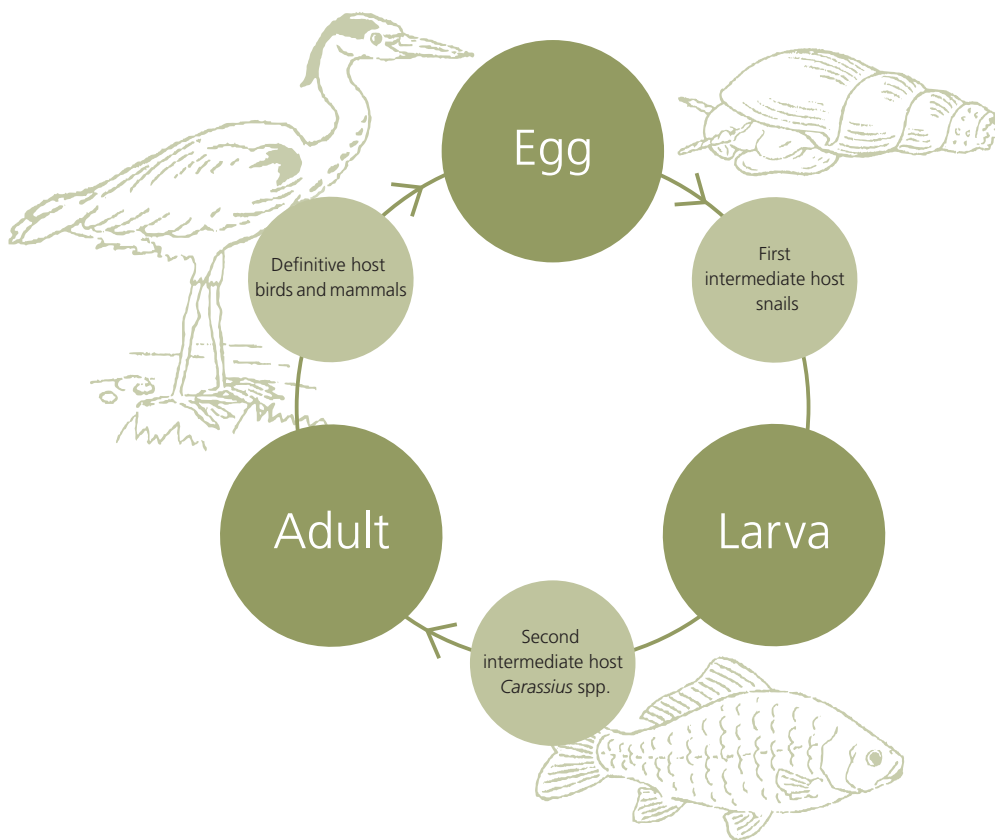 Egg
Definitive host
birds and mammals
First
intermediate host
snails
Adult
Larva
Second
intermediate host
Carassius spp.